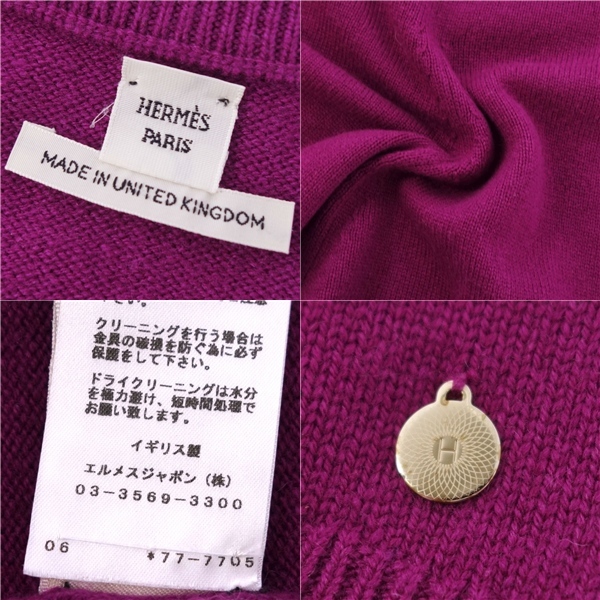 HERMÈS
PARIS
MADE IN UNITED KINGDOM
クリーニングを行う場合は
金具の破損を防ぐ為に必ず
保護をして下さい。
ドライクリーニングは水分
を極力避け、短時間処理で
お願い致します。
イギリス製
エルメスジャポン（株）
03-3569-3300
06 *77-7705
H